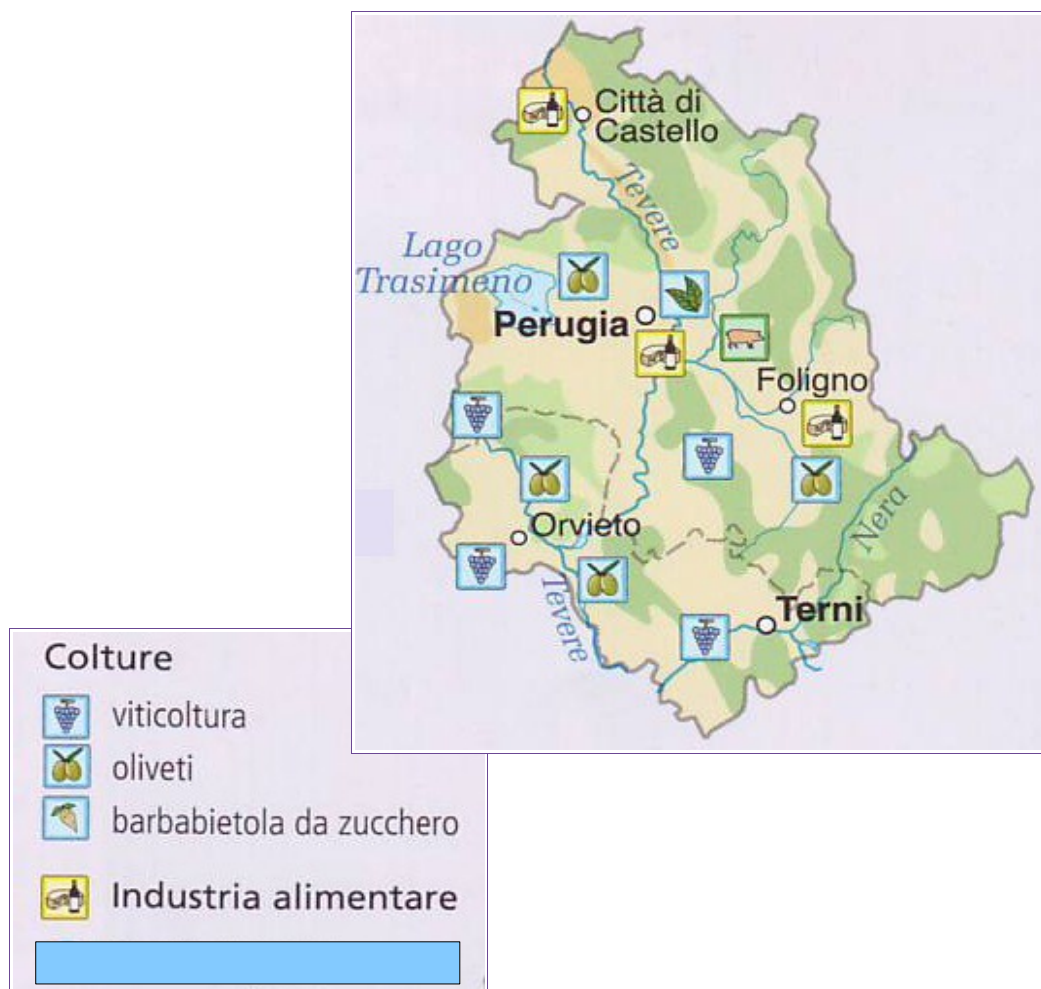 Città di
Castello
Tevere
Lago
Trasimeno
Perugia
Foligno
Orvieto
Nera
Tevere
Terni
Colture
viticoltura
oliveti
barbabietola da zucchero
Industria alimentare